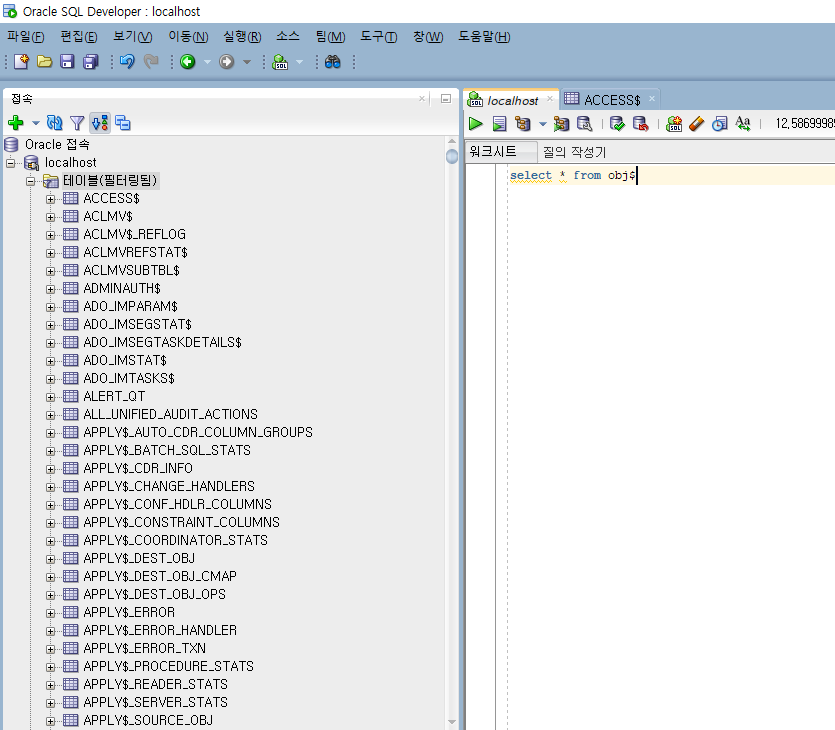 Oracle SQL Developer : localhost
파일(F) 편집(E) 보기(V) 이동(N) 실행(R) 소스 팀(M) 도구(T) 창(W) 도움말(H)
접속
Oracle 접속
localhost
테이블(필터링됨)
ACCESS$
ACLMV$
ACLMV$_REFLOG
ACLMVREFSTAT$
ACLMVSUBTBL$
ADMINAUTH$
ADO_IMPARAM$
ADO_IMSEGSTAT$
ADO_IMSEGTASKDETAILS$
ADO_IMSTAT$
ADO_IMTASKS$
ALERT_QT
ALL_UNIFIED_AUDIT_ACTIONS
APPLY$_AUTO_CDR_COLUMN_GROUPS
APPLY$_BATCH_SQL_STATS
APPLY$_CDR_INFO
APPLY$_CHANGE_HANDLERS
APPLY$_CONF_HDLR_COLUMNS
APPLY$_CONSTRAINT_COLUMNS
APPLY$_COORDINATOR_STATS
APPLY$_DEST_OBJ
APPLY$_DEST_OBJ_CMAP
APPLY$_DEST_OBJ_OPS
APPLY$_ERROR
APPLY$_ERROR_HANDLER
APPLY$_ERROR_TXN
APPLY$_PROCEDURE_STATS
APPLY$_READER_STATS
APPLY$_SERVER_STATS
APPLY$_SOURCE_OBJ
localhost ACCESS$
12,5869998
워크시트 질의 작성기
select * from obj$